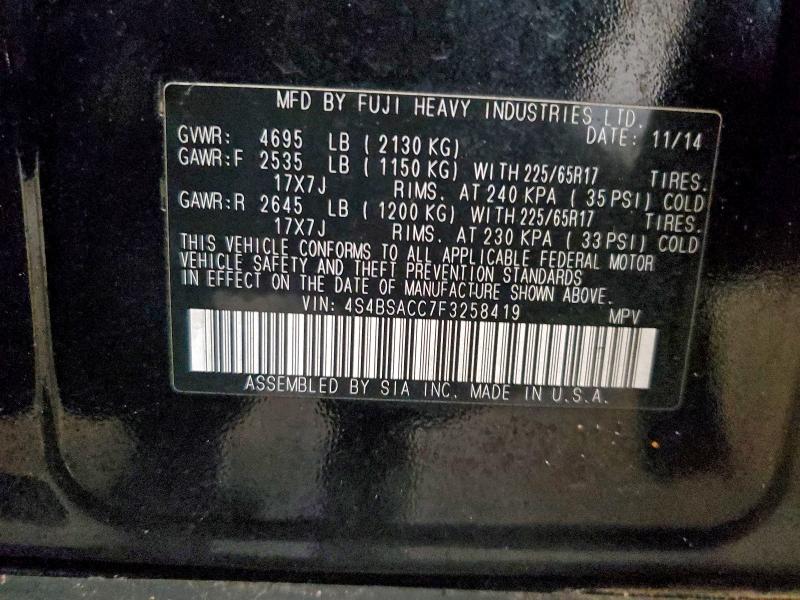 MFD BY FUJI HEAVY INDUSTRIES LTD.
DATE: 11/14
GVWR: 4695 LB ( 2130 KG)
GAWR:F 2535 LB ( 1150 KG) WITH 225/65R17 TIRES.
17X7J RIMS. AT 240 KPA ( 35 PSI) COLD
GAWR:R 2645 LB ( 1200 KG) WITH 225/65R17 TIRES.
17X7J RIMS. AT 230 KPA ( 33 PSI) COLD
THIS VEHICLE CONFORMS TO ALL APPLICABLE FEDERAL MOTOR
VEHICLE SAFETY AND THEFT PREVENTION STANDARDS
IN EFFECT ON THE DATE OF MANUFACTURE SHOWN ABOVE.
VIN: 4S4BSACC7F3258419 MPV
ASSEMBLED BY SIA INC. MADE IN U.S.A.